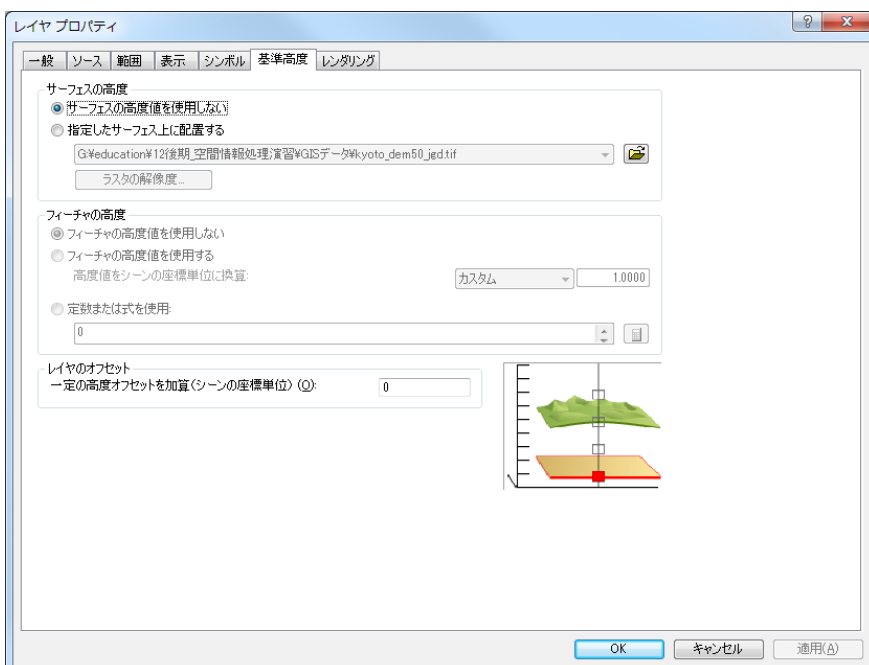 レイヤ プロパティ
一般 ソース 範囲 表示 シンボル 基準高度 レンダリング
サーフェスの高度
サーフェスの高度値を使用しない
指定したサーフェス上に配置する
G:¥education¥12後期_空間情報処理演習¥GISデータ¥kyoto_dem50_jgd.tif
ラスタの解像度...
フィーチャの高度
フィーチャの高度値を使用しない
フィーチャの高度値を使用する
高度値をシーンの座標単位に換算: カスタム 1.0000
定数または式を使用:
0
レイヤのオフセット
一定の高度オフセットを加算(シーンの座標単位) (O): 0
OK キャンセル 適用(A)